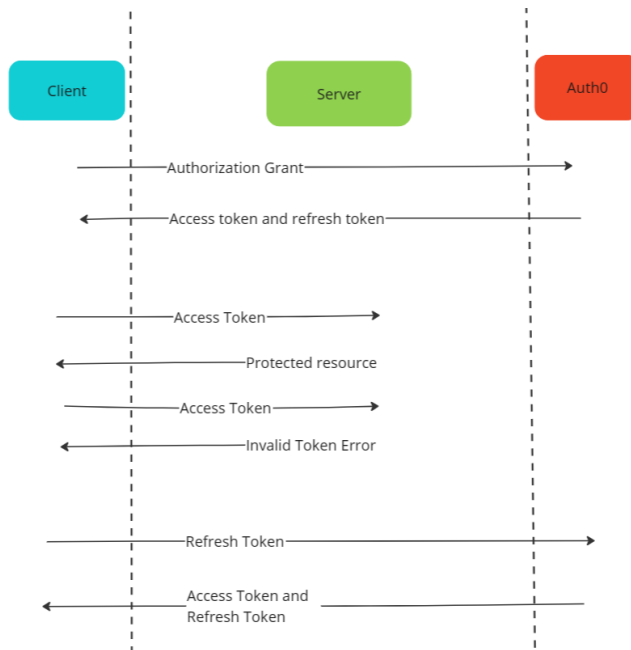 Client
Server
Auth0
Authorization Grant
Access token and refresh token
Access Token
Protected resource
Access Token
Invalid Token Error
Refresh Token
Access Token and
Refresh Token